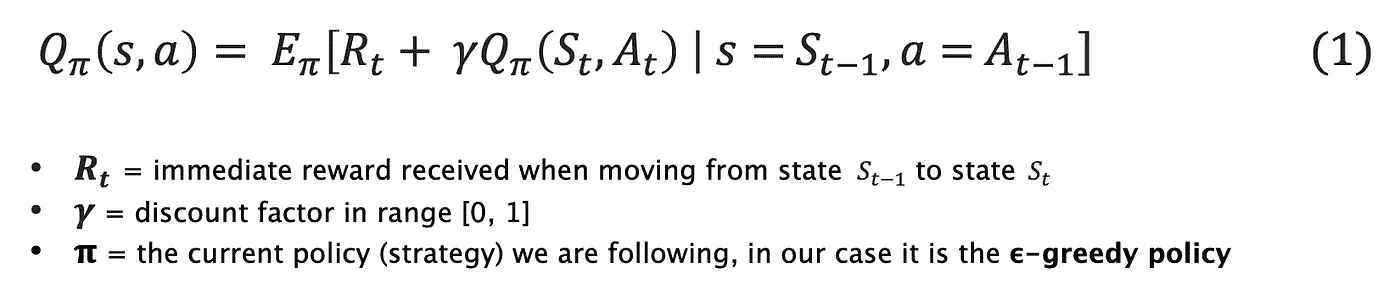 Qπ(s, a) = Eπ[Rt + γQπ(St, At) | s = St−1, a = At−1] (1)
• Rt = immediate reward received when moving from state St−1 to state St
• γ = discount factor in range [0, 1]
• π = the current policy (strategy) we are following, in our case it is the ϵ-greedy policy